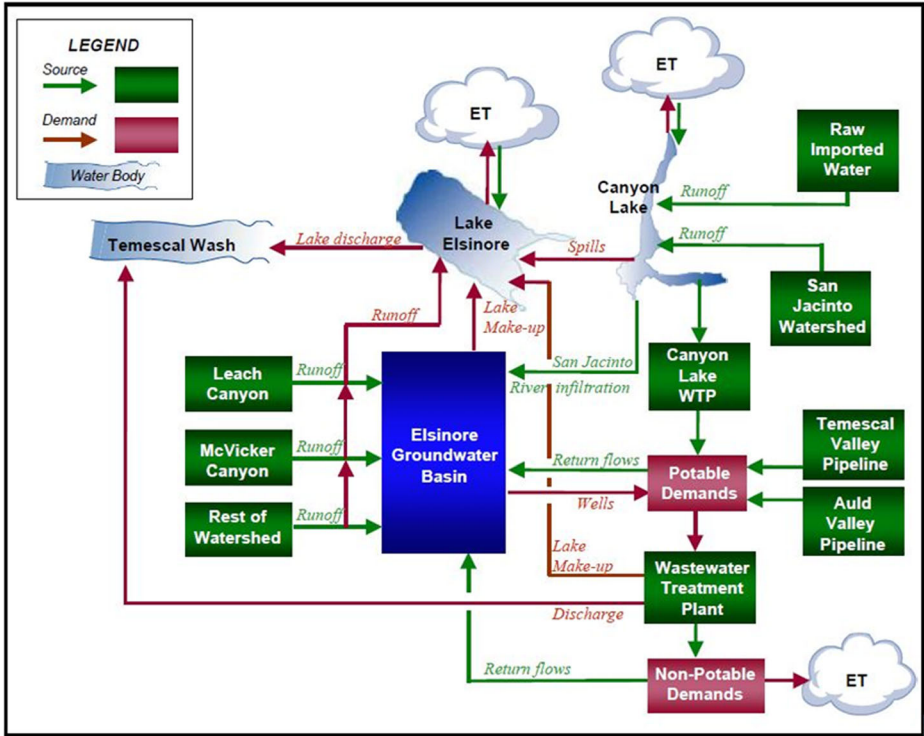 LEGEND
Source
Demand
Water Body
ET
ET
Raw
Imported
Water
Canyon
Lake
Runoff
Lake
Elsinore
Temescal Wash
Lake discharge
Spills
Runoff
San
Jacinto
Watershed
Runoff
Lake
Make-up
Leach
Canyon
Runoff
San Jacinto
River infiltration
Canyon
Lake
WTP
McVicker
Canyon
Runoff
Elsinore
Groundwater
Basin
Return flows
Potable
Demands
Temescal
Valley
Pipeline
Rest of
Watershed
Runoff
Wells
Auld
Valley
Pipeline
Lake
Make-up
Wastewater
Treatment
Plant
Discharge
Return flows
Non-Potable
Demands
ET